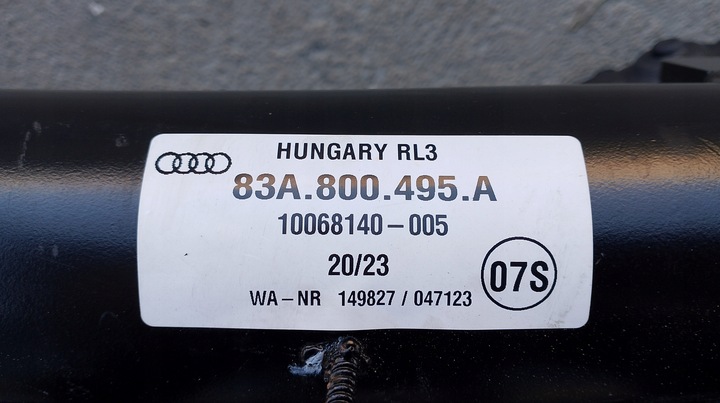 HUNGARY RL3
83A.800.495.A
10068140-005
20/23
07S
WA-NR 149827 / 047123